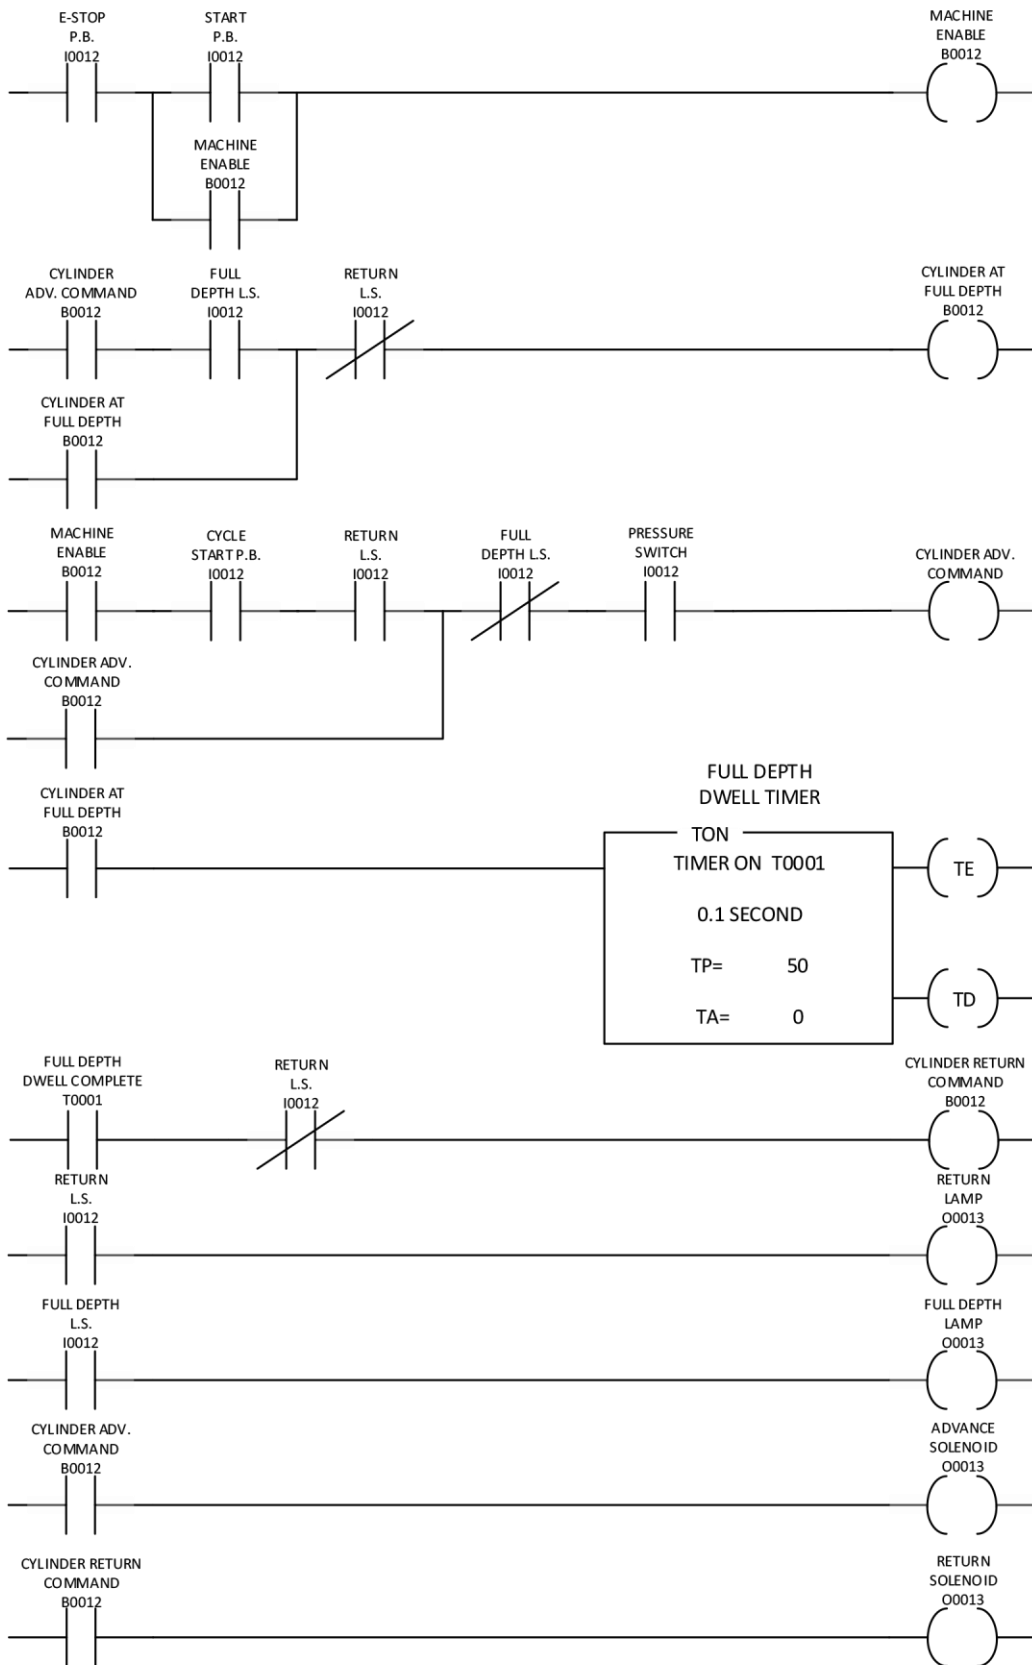 E-STOP
P.B.
I0012
START
P.B.
I0012
MACHINE
ENABLE
B0012
MACHINE
ENABLE
B0012
CYLINDER
ADV. COMMAND
B0012
FULL
DEPTH L.S.
I0012
RETURN
L.S.
I0012
CYLINDER AT
FULL DEPTH
B0012
CYLINDER AT
FULL DEPTH
B0012
MACHINE
ENABLE
B0012
CYCLE
START P.B.
I0012
RETURN
L.S.
I0012
FULL
DEPTH L.S.
I0012
PRESSURE
SWITCH
I0012
CYLINDER ADV.
COMMAND
CYLINDER ADV.
COMMAND
B0012
CYLINDER AT
FULL DEPTH
B0012
FULL DEPTH
DWELL TIMER
TON
TIMER ON T0001
0.1 SECOND
TP= 50
TA= 0
TE
TD
FULL DEPTH
DWELL COMPLETE
T0001
RETURN
L.S.
I0012
CYLINDER RETURN
COMMAND
B0012
RETURN
L.S.
I0012
RETURN
LAMP
O0013
FULL DEPTH
L.S.
I0012
FULL DEPTH
LAMP
O0013
CYLINDER ADV.
COMMAND
B0012
ADVANCE
SOLENOID
O0013
CYLINDER RETURN
COMMAND
B0012
RETURN
SOLENOID
O0013